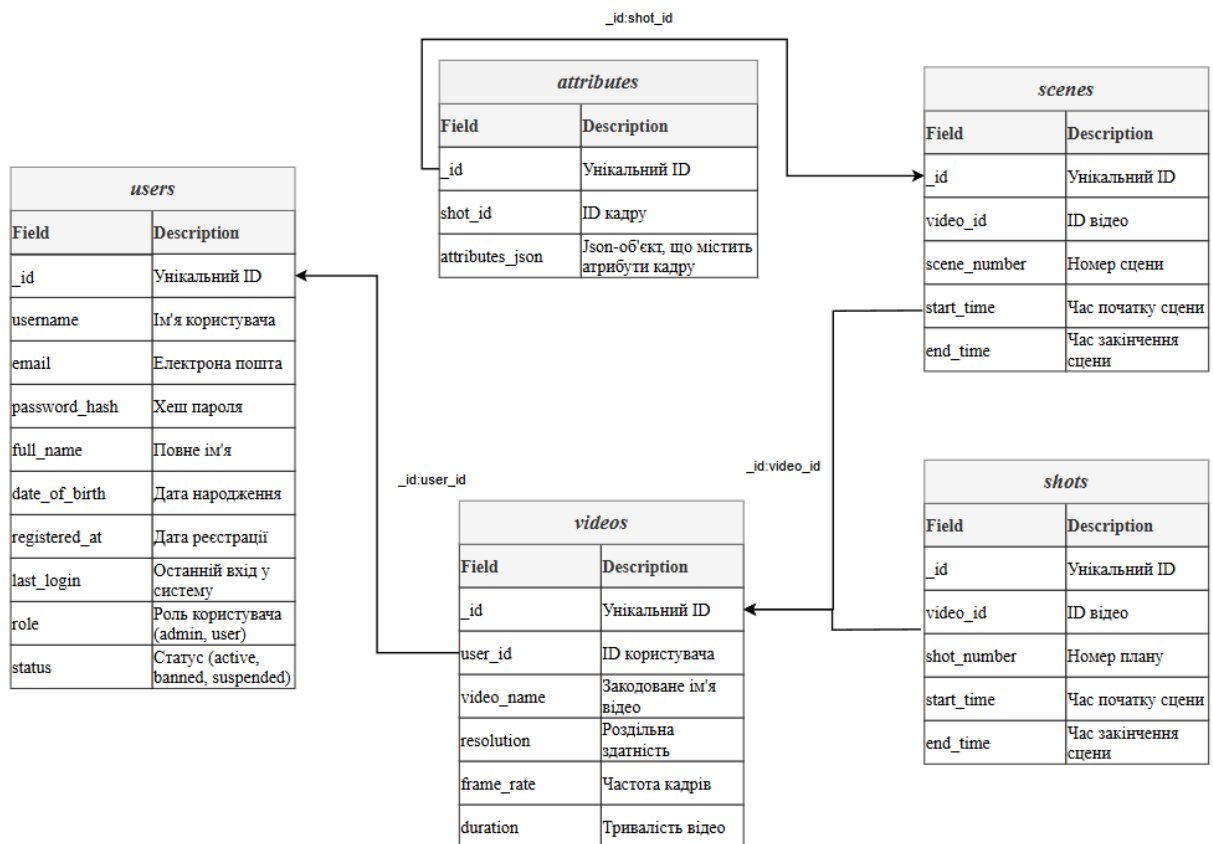 _id:shot_id
attributes
Field Description
_id Унікальний ID
shot_id ID кадру
attributes_json Json-об'єкт, що містить
атрибути кадру
scenes
Field Description
_id Унікальний ID
video_id ID відео
scene_number Номер сцени
start_time Час початку сцени
end_time Час закінчення
сцени
users
Field Description
_id Унікальний ID
username Ім'я користувача
email Електрона пошта
password_hash Хеш пароля
full_name Повне ім'я
date_of_birth Дата народження
registered_at Дата реєстрації
last_login Останній вхід у
систему
role Роль користувача
(admin, user)
status Статус (active,
banned, suspended)
_id:user_id
_id:video_id
videos
Field Description
_id Унікальний ID
user_id ID користувача
video_name Закодоване ім'я
відео
resolution Роздільна
здатність
frame_rate Частота кадрів
duration Тривалість відео
shots
Field Description
_id Унікальний ID
video_id ID відео
shot_number Номер плану
start_time Час початку сцени
end_time Час закінчення
сцени